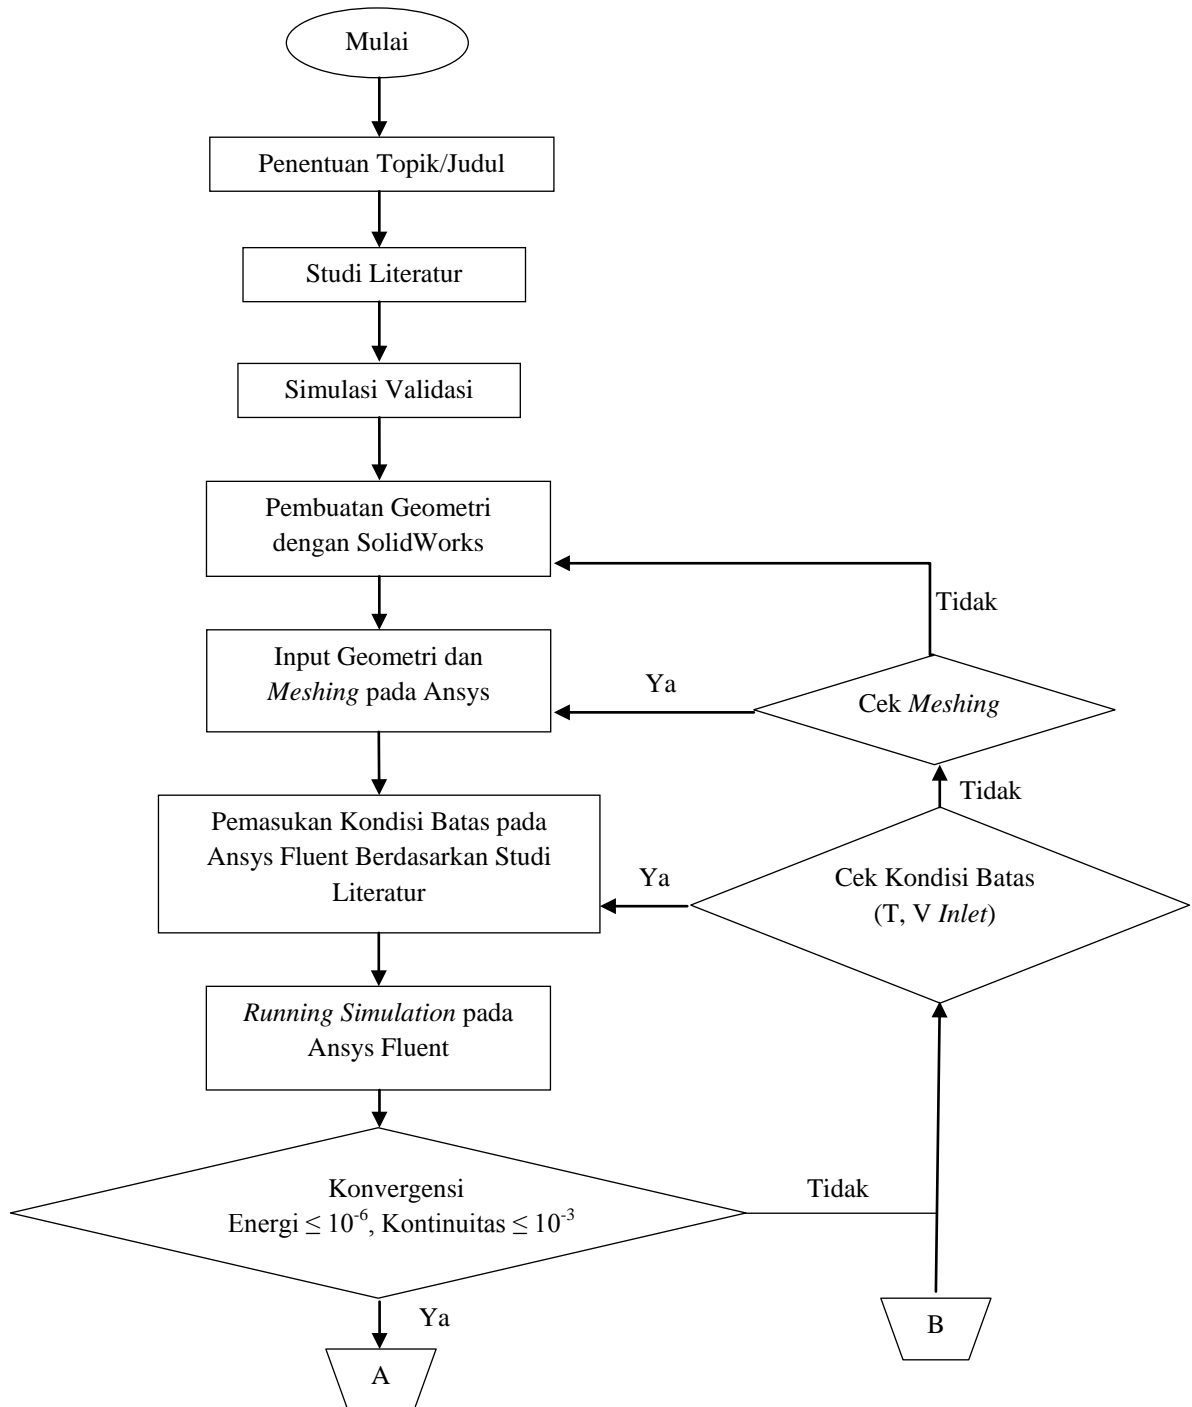 Mulai
Penentuan Topik/Judul
Studi Literatur
Simulasi Validasi
Pembuatan Geometri
dengan SolidWorks
Tidak
Input Geometri dan
Meshing pada Ansys
Ya
Cek Meshing
Tidak
Pemasukan Kondisi Batas pada
Ansys Fluent Berdasarkan Studi
Literatur
Ya
Cek Kondisi Batas
(T, V Inlet)
Running Simulation pada
Ansys Fluent
Konvergensi
Energi ≤ 10⁻⁶, Kontinuitas ≤ 10⁻³
Tidak
Ya
B
A